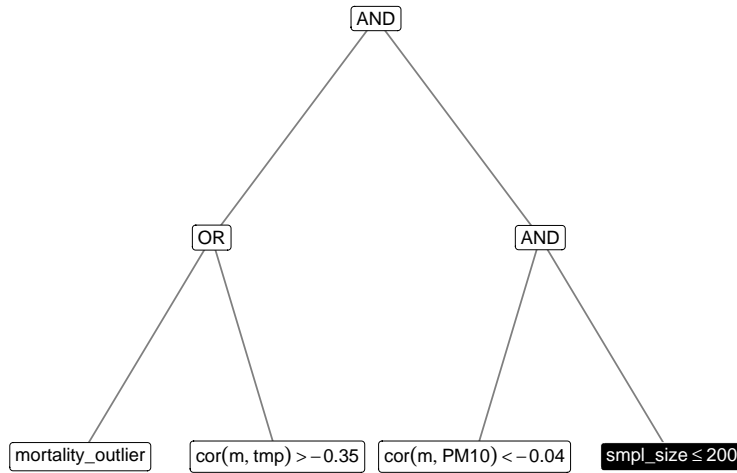 AND
OR
AND
mortality_outlier
cor(m, tmp) > −0.35
cor(m, PM10) < −0.04
smpl_size ≤ 200